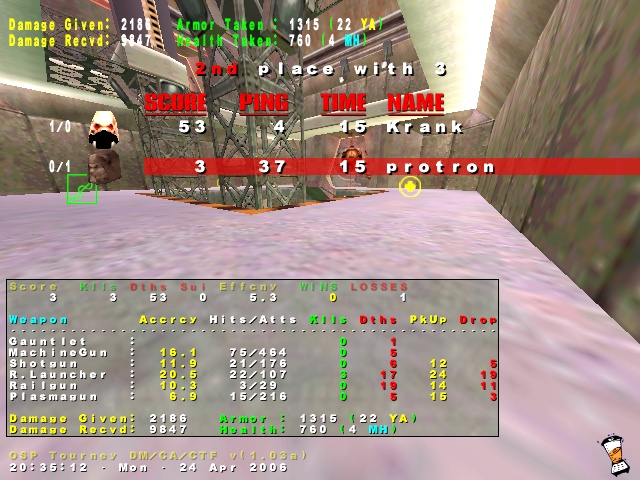 Damage Given: 2186 Armor Taken : 1315 (22 YA)
Damage Recvd: 9847 Health Taken: 760 (4 MH)
2nd place with 3
SCORE PING TIME NAME
1/0 53 4 15 Krank
0/1 3 37 15 protron
Score Klls Dths Sui Effcny WINS LOSSES
3 3 53 0 5.3 0 1
Weapon Accrcy Hits/Atts Klls Dths PkUp Drop
Gauntlet : 0 1
MachineGun : 16.1 75/464 0 5
Shotgun : 11.9 21/176 0 6 12 5
R.Launcher : 20.5 22/107 3 17 24 19
Railgun : 10.3 3/29 0 19 14 11
Plasmagun : 6.9 15/216 0 5 15 3
Damage Given: 2186 Armor : 1315 (22 YA)
Damage Recvd: 9847 Health: 760 (4 MH)
OSP Tourney DM/CA/CTF v(1.03a)
20:35:12 - Mon - 24 Apr 2006